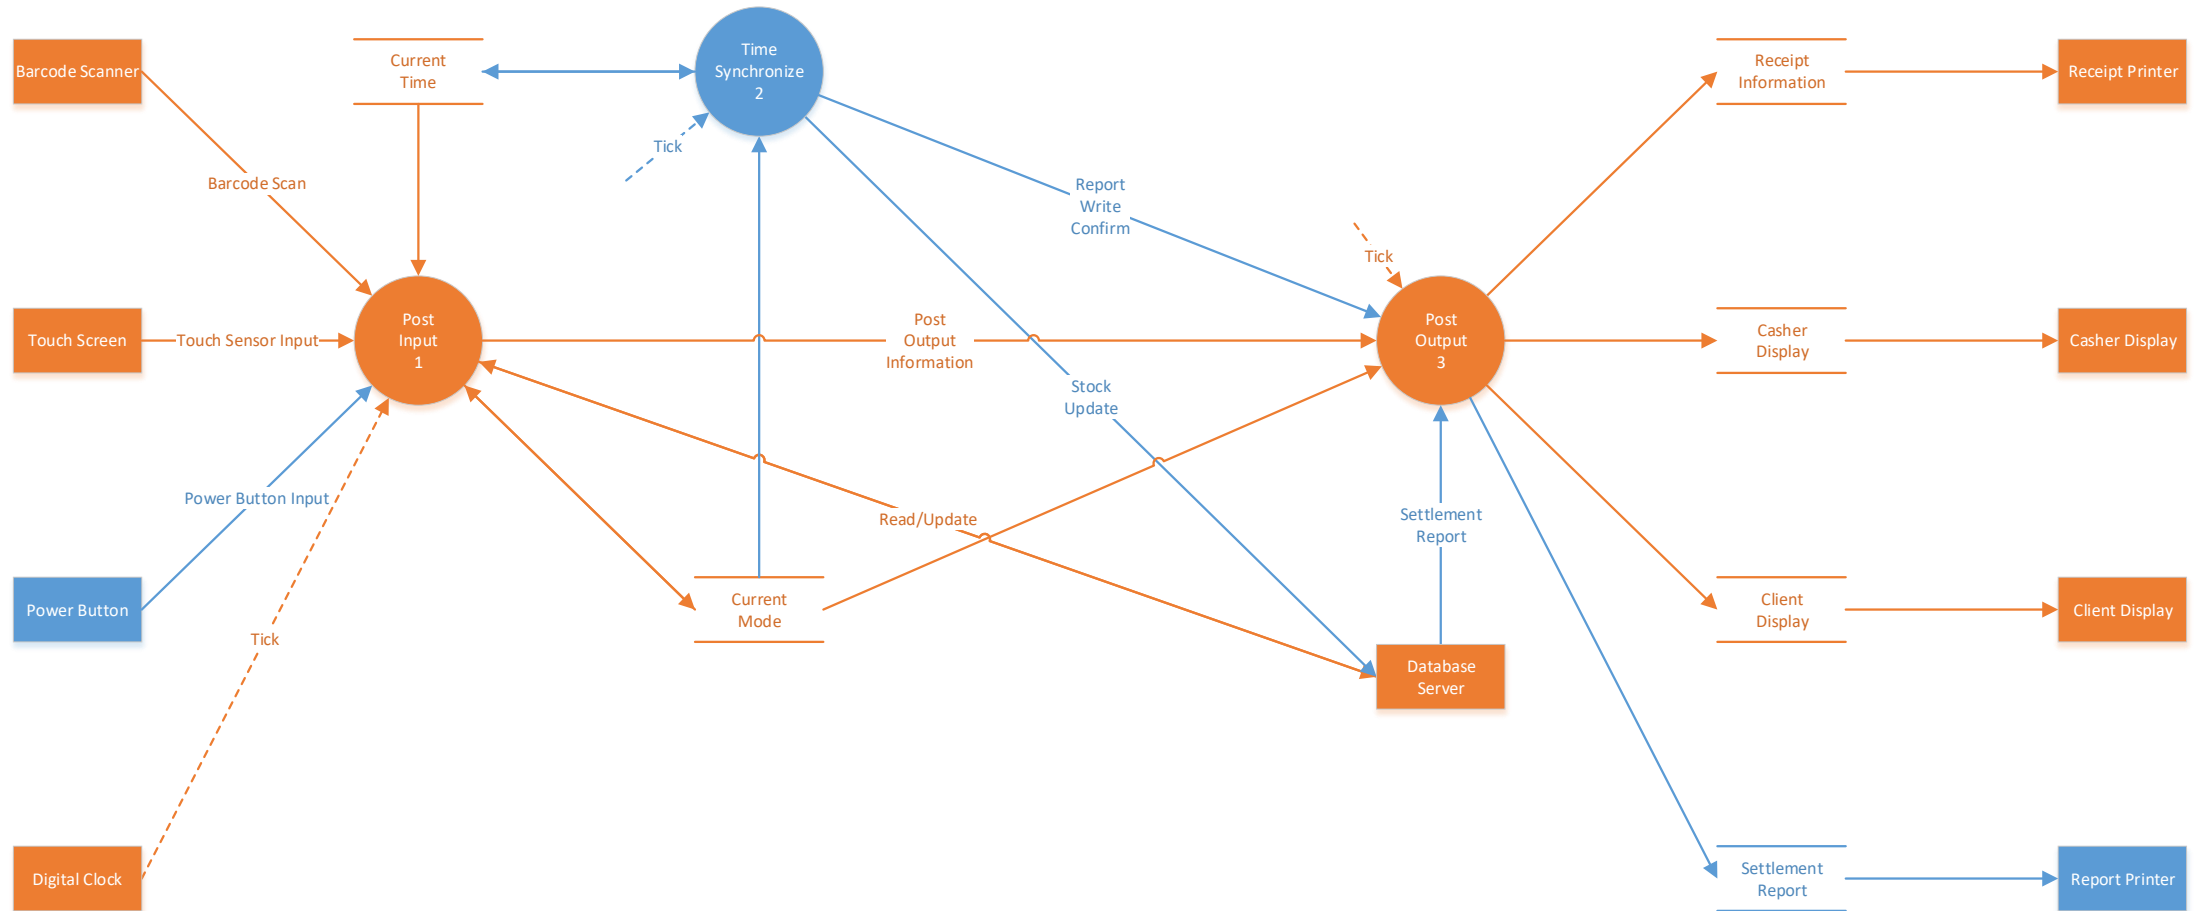 Barcode Scanner
Current
Time
Time
Synchronize
2
Receipt
Information
Receipt Printer
Tick
Barcode Scan
Report
Write
Confirm
Tick
Touch Screen
Touch Sensor Input
Post
Input
1
Post
Output
Information
Post
Output
3
Casher
Display
Casher Display
Stock
Update
Power Button Input
Read/Update
Settlement
Report
Power Button
Tick
Current
Mode
Client
Display
Client Display
Database
Server
Digital Clock
Settlement
Report
Report Printer